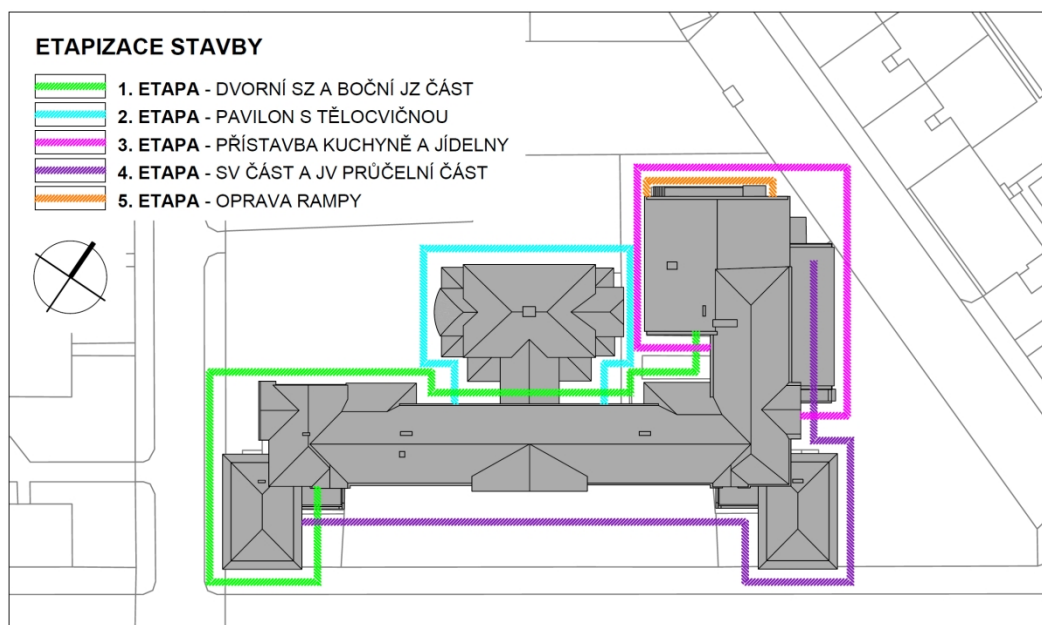 ETAPIZACE STAVBY
1. ETAPA - DVORNÍ SZ A BOČNÍ JZ ČÁST
2. ETAPA - PAVILON S TĚLOCVIČNOU
3. ETAPA - PŘÍSTAVBA KUCHYNĚ A JÍDELNY
4. ETAPA - SV ČÁST A JV PRŮČELNÍ ČÁST
5. ETAPA - OPRAVA RAMPY